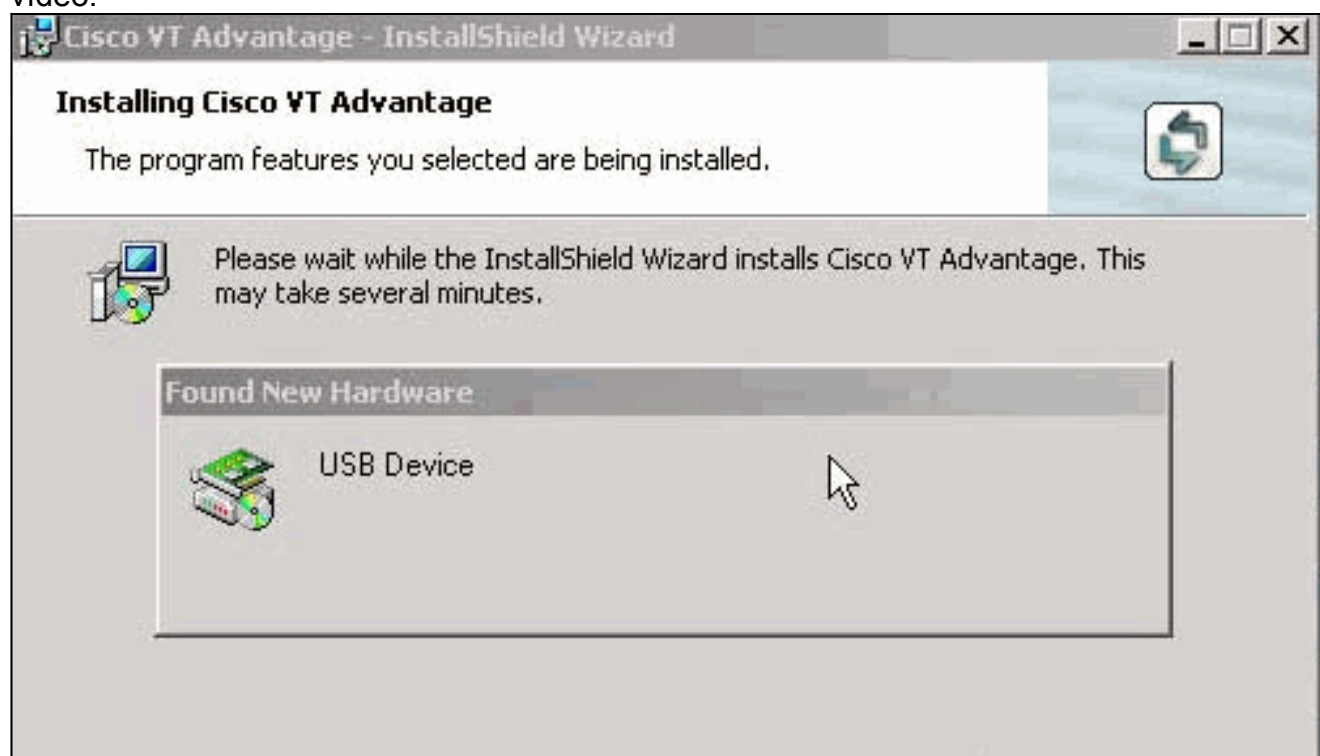 video.
Cisco VT Advantage - InstallShield Wizard
Installing Cisco VT Advantage
The program features you selected are being installed.
Please wait while the InstallShield Wizard installs Cisco VT Advantage. This
may take several minutes.
Found New Hardware
USB Device